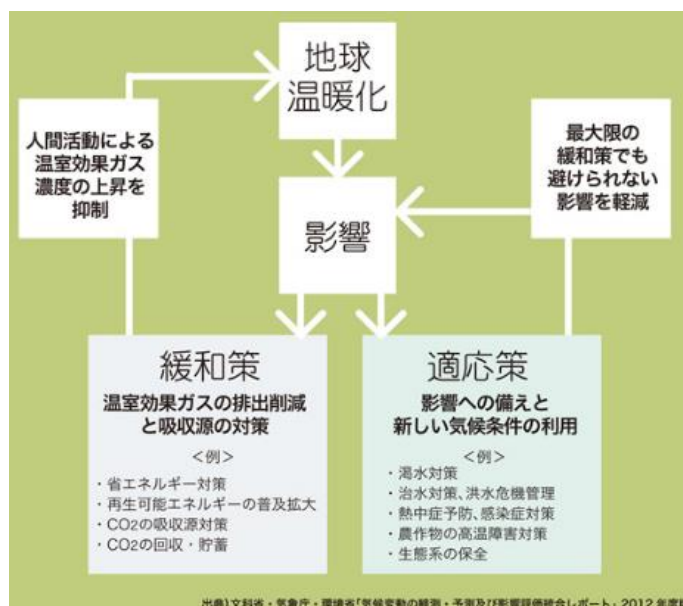 地球
温暖化
人間活動による
温室効果ガス
濃度の上昇を
抑制
最大限の
緩和策でも
避けられない
影響を軽減
影響
緩和策
温室効果ガスの排出削減
と吸収源の対策
＜例＞
・省エネルギー対策
・再生可能エネルギーの普及拡大
・CO2の吸収源対策
・CO2の回収・貯蓄
適応策
影響への備えと
新しい気候条件の利用
＜例＞
・渇水対策
・治水対策、洪水危機管理
・熱中症予防、感染症対策
・農作物の高温障害対策
・生態系の保全
出典）文科省・気象庁・環境省「気候変動の観測・予測及び影響評価統合レポート、2012年度